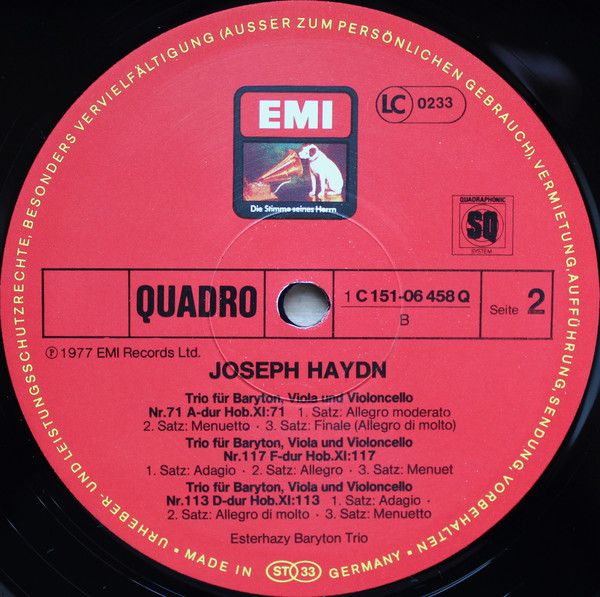 URHEBER- UND LEISTUNGSSCHUTZRECHTE, BESONDERS VERVIELFÄLTIGUNG (AUSSER ZUM PERSÖNLICHEN GEBRAUCH), VERMIETUNG, AUFFÜHRUNG, SENDUNG, VORBEHALTEN •
EMI
Die Stimme seines Herrn
LC 0233
QUADRAPHONIC
SQ
SYSTEM
QUADRO
1 C 151-06 458 Q
B
Seite 2
℗ 1977 EMI Records Ltd.
JOSEPH HAYDN
Trio für Baryton, Viola und Violoncello
Nr.71 A-dur Hob.XI:71 1. Satz: Allegro moderato
2. Satz: Menuetto · 3. Satz: Finale (Allegro di molto)
Trio für Baryton, Viola und Violoncello
Nr.117 F-dur Hob.XI:117
1. Satz: Adagio · 2. Satz: Allegro · 3. Satz: Menuet
Trio für Baryton, Viola und Violoncello
Nr.113 D-dur Hob.XI:113 1. Satz: Adagio ·
2. Satz: Allegro di molto · 3. Satz: Menuetto
Esterhazy Baryton Trio
• MADE IN ST 33 GERMANY •